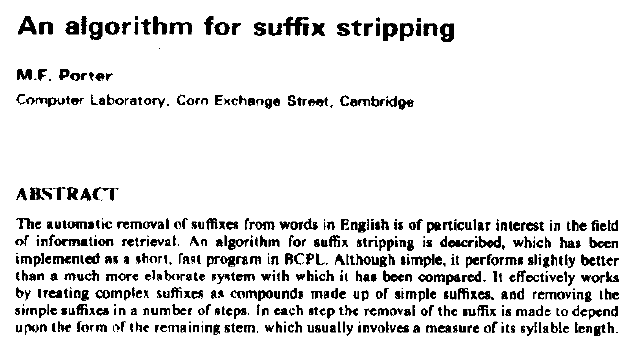 An algorithm for suffix stripping
M.F. Porter
Computer Laboratory, Corn Exchange Street, Cambridge
ABSTRACT
The automatic removal of suffixes from words in English is of particular interest in the field
of information retrieval. An algorithm for suffix stripping is described, which has been
implemented as a short, fast program in BCPL. Although simple, it performs slightly better
than a much more elaborate system with which it has been compared. It effectively works
by treating complex suffixes as compounds made up of simple suffixes, and removing the
simple suffixes in a number of steps. In each step the removal of the suffix is made to depend
upon the form of the remaining stem, which usually involves a measure of its syllable length.